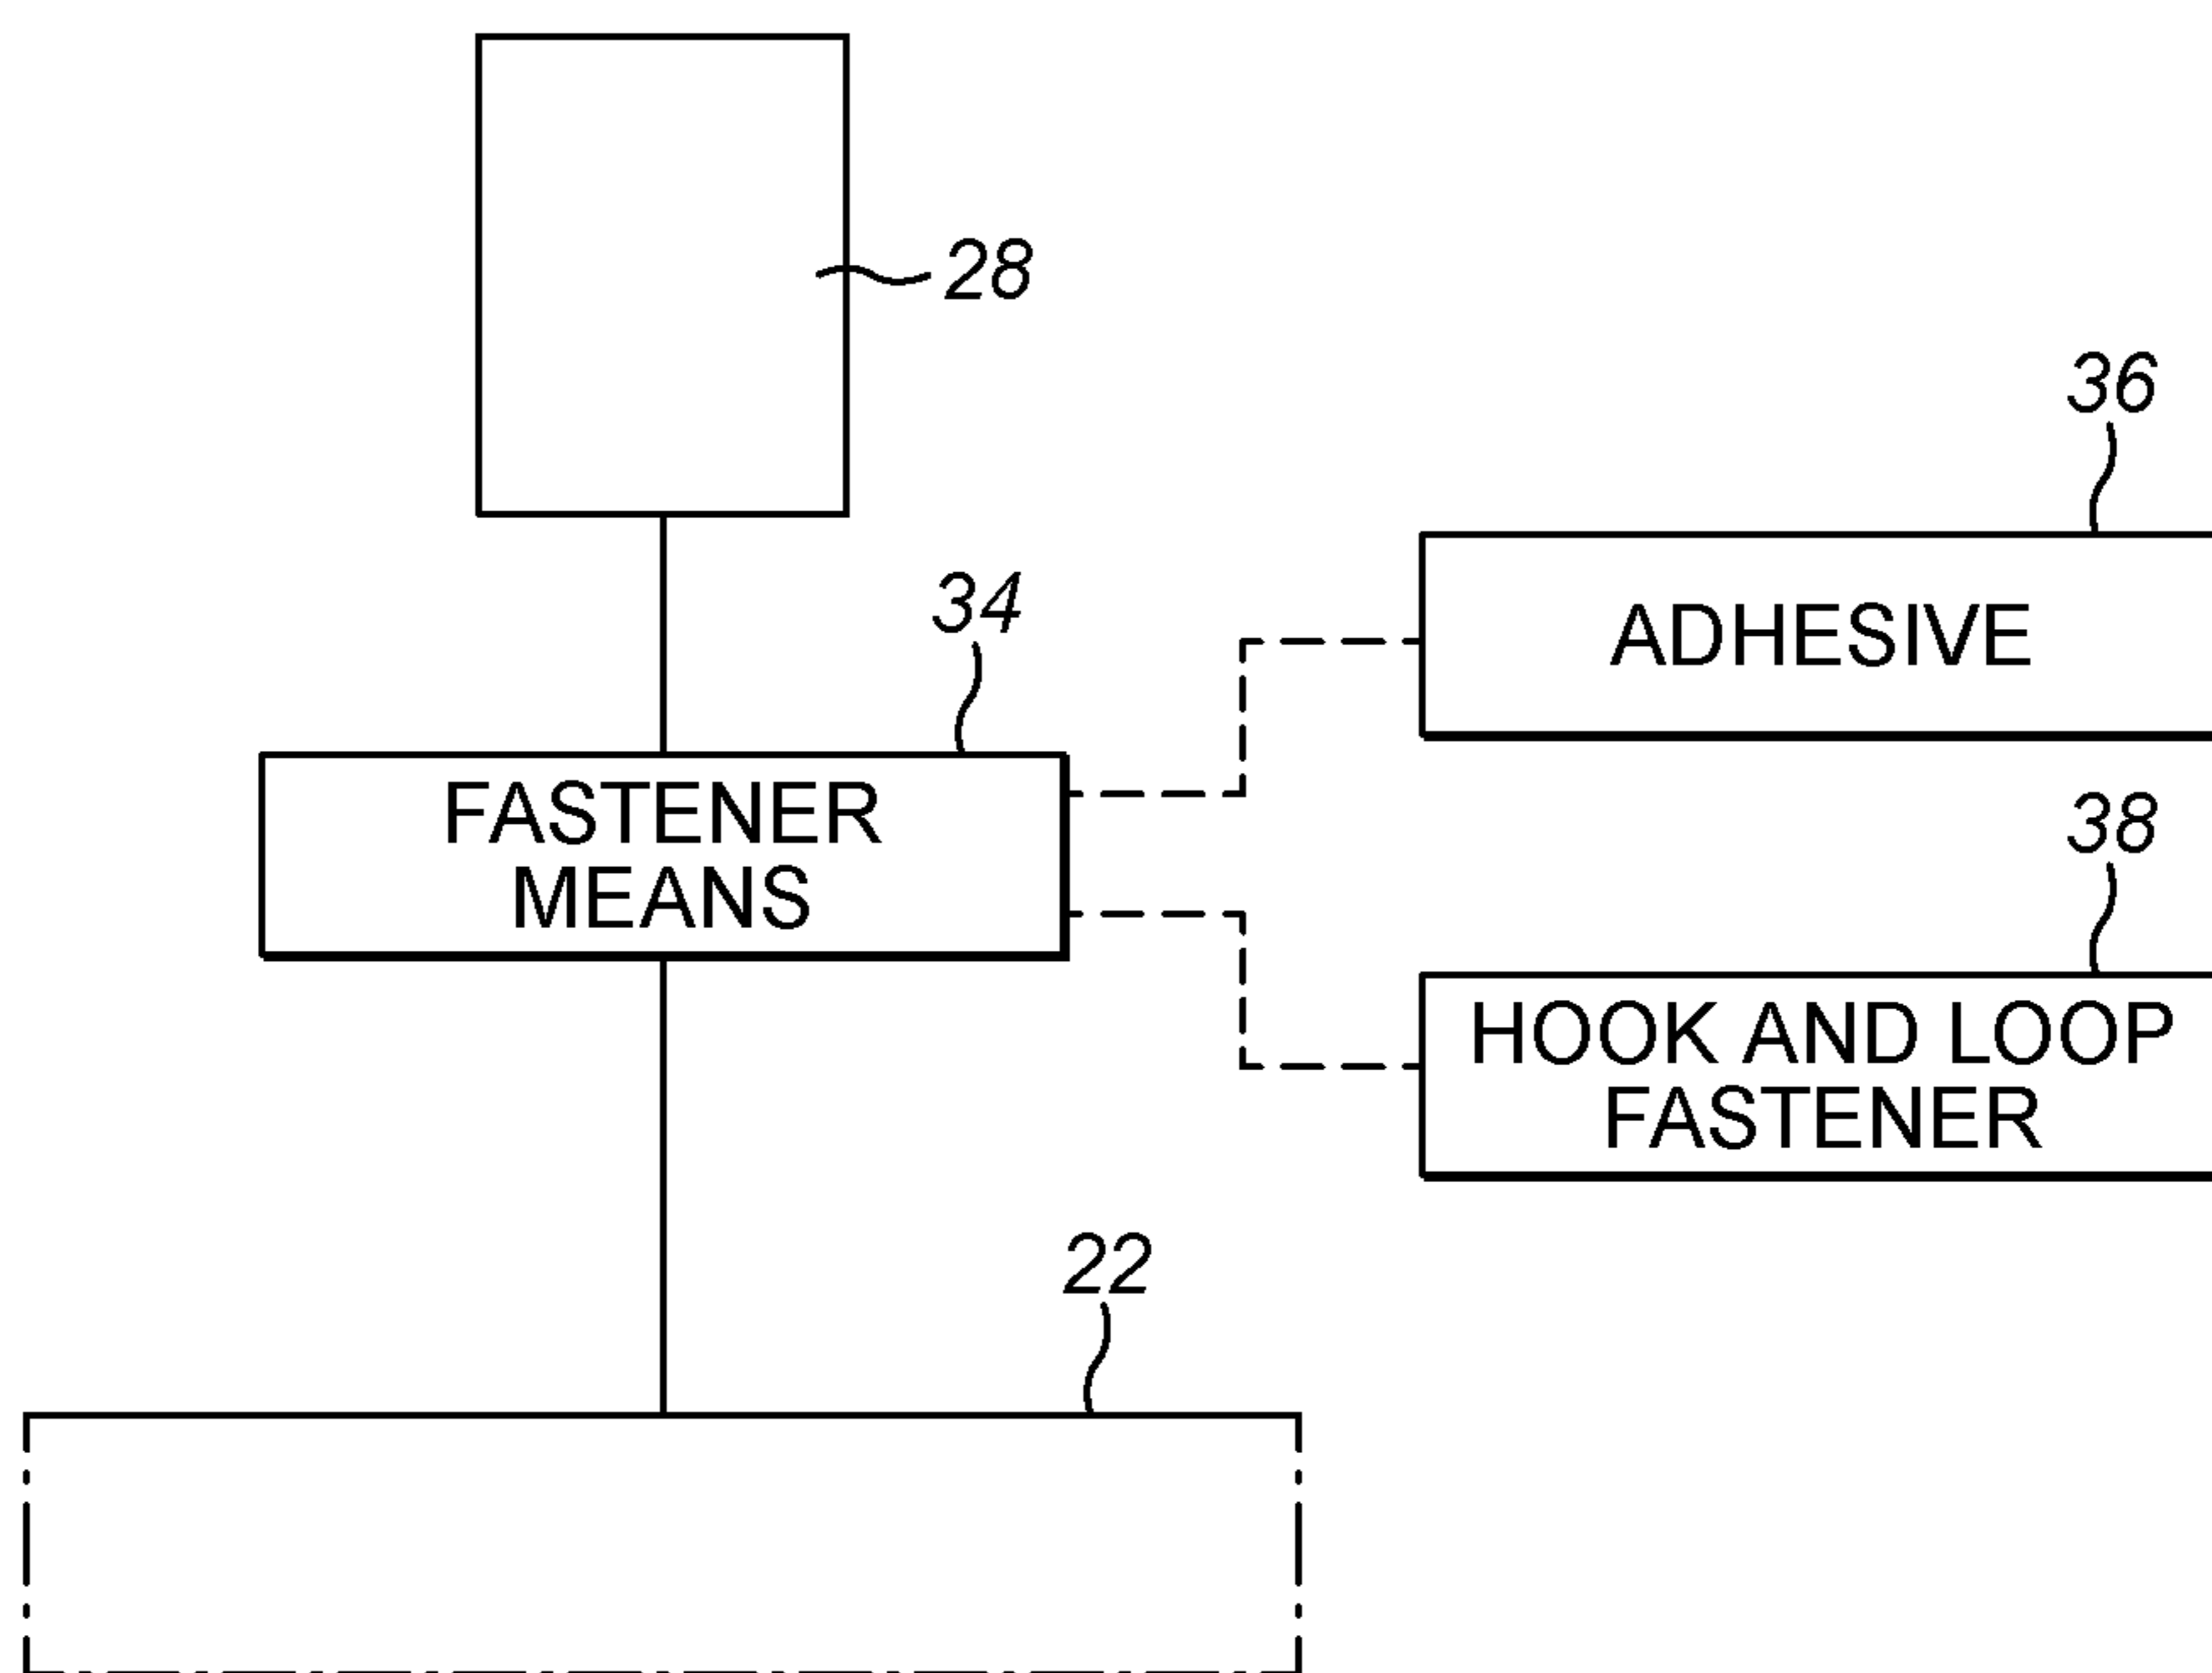 28
36
34
ADHESIVE
FASTENER
MEANS
38
HOOK AND LOOP
FASTENER
22